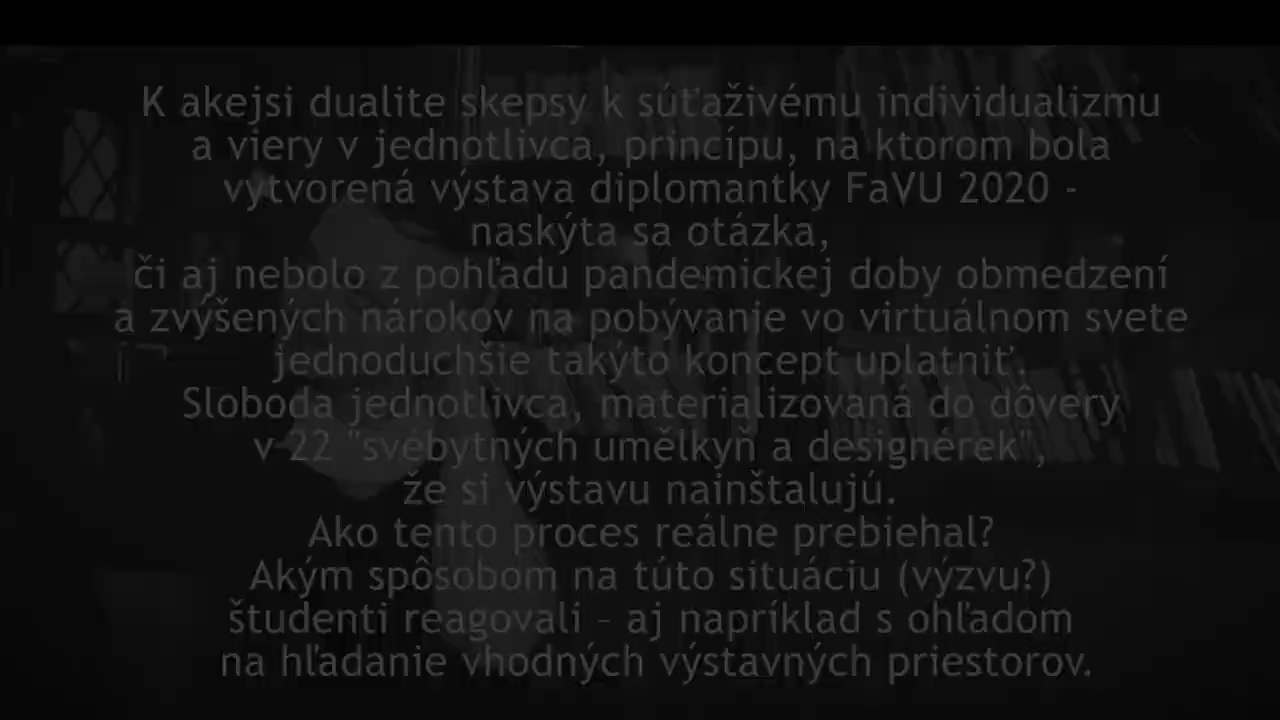 K akejsi dualite skepsy k súťaživému individualizmu
a viery v jednotlivca, princípu, na ktorom bola
vytvorená výstava diplomantky FaVU 2020 -
naskýta sa otázka,
či aj nebolo z pohľadu pandemickej doby obmedzení
a zvýšených nárokov na pobývanie vo virtuálnom svete
jednoduchšie takýto koncept uplatniť.
Sloboda jednotlivca, materializovaná do dôvery
v 22 "svébytných umělkyň a designérek",
že si výstavu nainštalujú.
Ako tento proces reálne prebiehal?
Akým spôsobom na túto situáciu (výzvu?)
študenti reagovali – aj napríklad s ohľadom
na hľadanie vhodných výstavných priestorov.